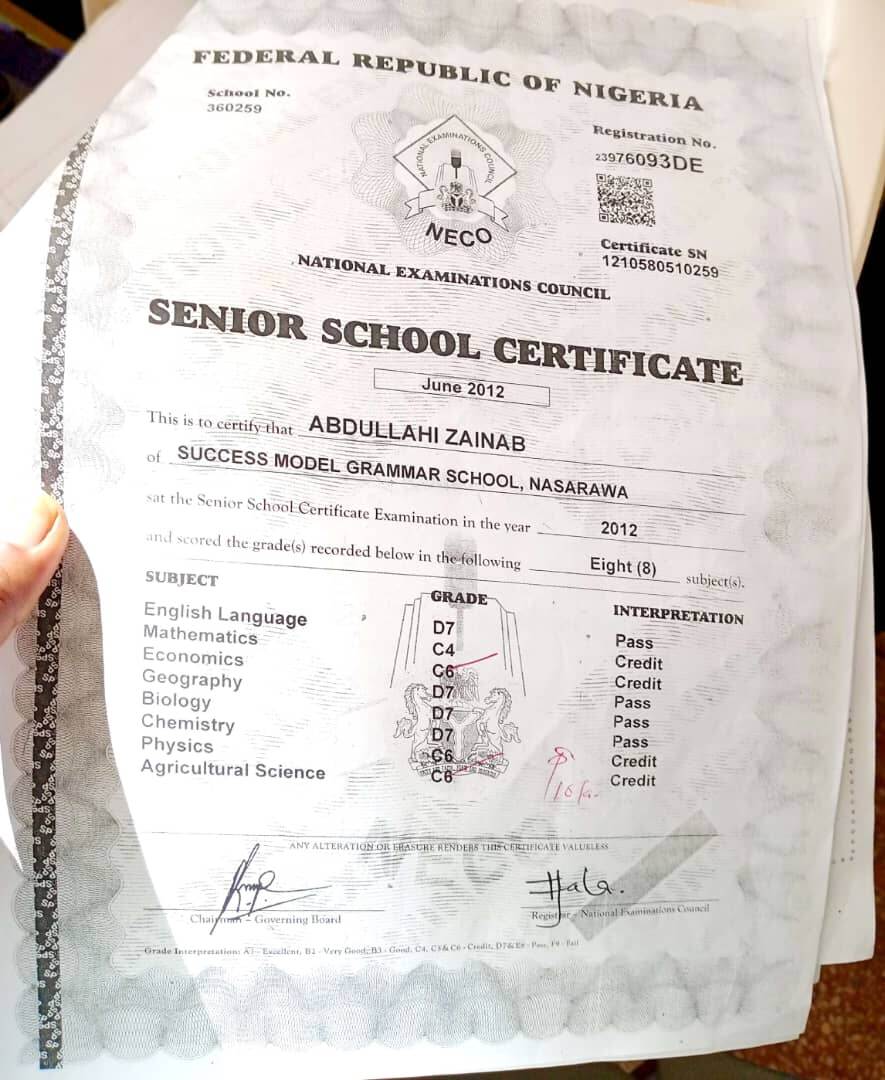 FEDERAL REPUBLIC OF NIGERIA
School No.
360259
Registration No.
23976093DE
NATIONAL EXAMINATIONS COUNCIL
NECO
Certificate SN
1210580510259
NATIONAL EXAMINATIONS COUNCIL
SENIOR SCHOOL CERTIFICATE
June 2012
This is to certify that ABDULLAHI ZAINAB
of SUCCESS MODEL GRAMMAR SCHOOL, NASARAWA
sat the Senior School Certificate Examination in the year 2012
and scored the grade(s) recorded below in the following Eight (8) subject(s).
SUBJECT GRADE INTERPRETATION
English Language D7 Pass
Mathematics C4 Credit
Economics C6 Credit
Geography D7 Pass
Biology D7 Pass
Chemistry D7 Pass
Physics C6 Credit
Agricultural Science C6 Credit
ANY ALTERATION OR ERASURE RENDERS THIS CERTIFICATE VALUELESS
Chairman – Governing Board
Registrar – National Examinations Council
Grade Interpretation: A1 – Excellent, B2 – Very Good, B3 – Good, C4, C5 & C6 – Credit, D7 & E8 – Pass, F9 – Fail